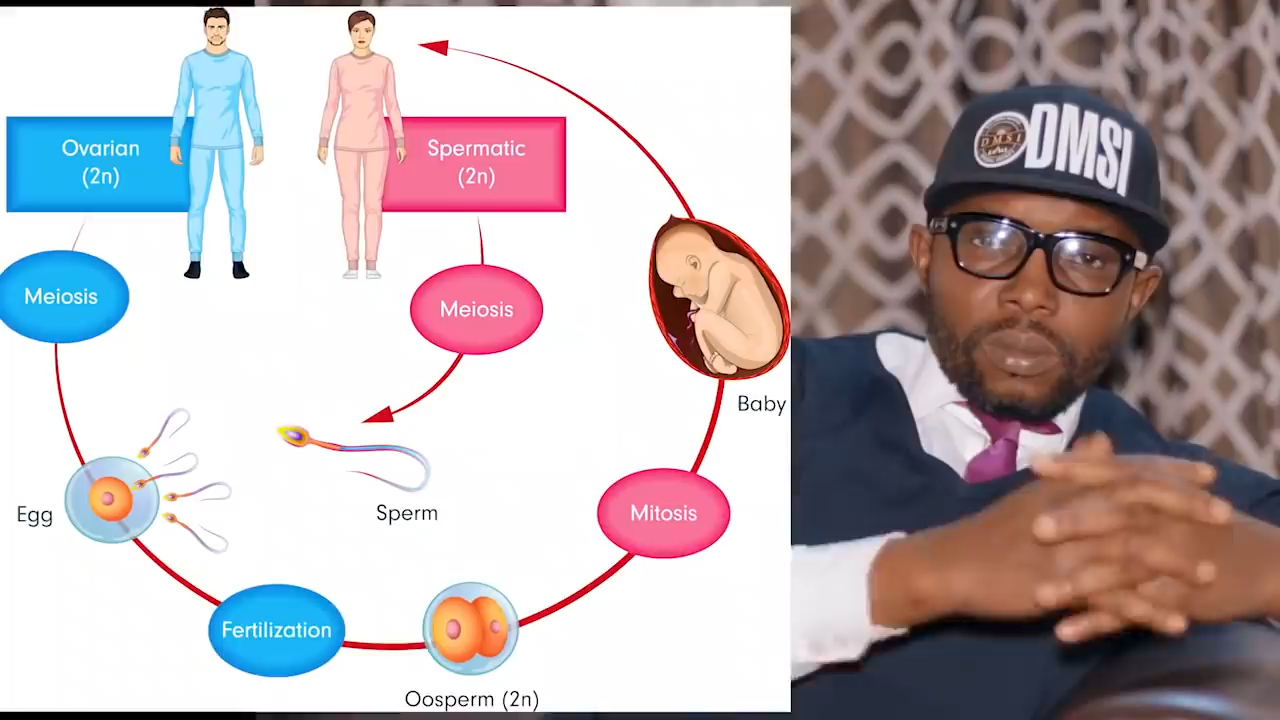 Ovarian
(2n)
Spermatic
(2n)
Meiosis
Meiosis
Baby
Egg
Sperm
Mitosis
Fertilization
Oosperm (2n)
DMSI
DMSI